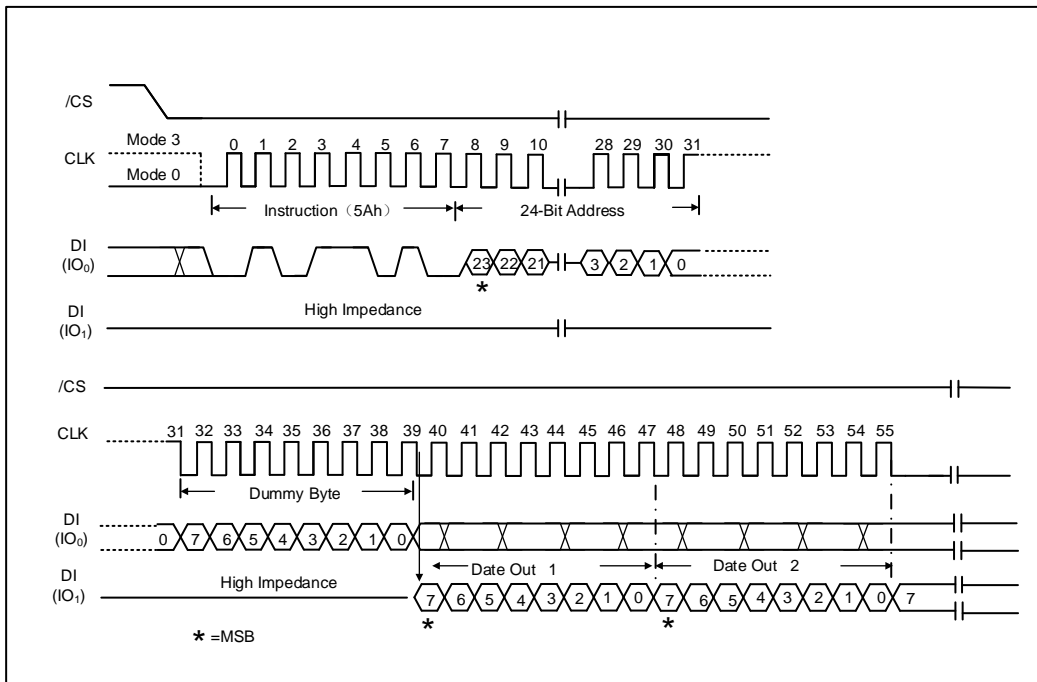 /CS
Mode 3
CLK
Mode 0
0 1 2 3 4 5 6 7 8 9 10 28 29 30 31
Instruction（5Ah） 24-Bit Address
DI
(IO0)
23 22 21 3 2 1 0
*
High Impedance
DI
(IO1)
/CS
CLK
31 32 33 34 35 36 37 38 39 40 41 42 43 44 45 46 47 48 49 50 51 52 53 54 55
Dummy Byte
DI
(IO0)
0 7 6 5 4 3 2 1 0
Date Out 1 Date Out 2
DI
(IO1)
High Impedance
7 6 5 4 3 2 1 0 7 6 5 4 3 2 1 0 7
* *
* =MSB